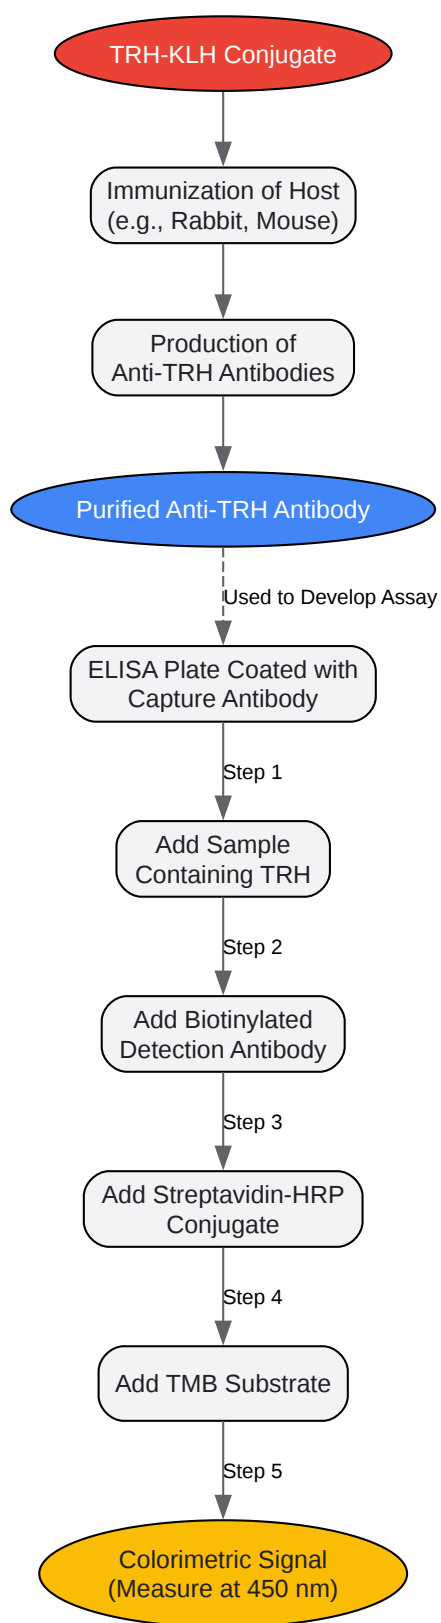 TRH-KLH Conjugate
Immunization of Host
(e.g., Rabbit, Mouse)
Production of
Anti-TRH Antibodies
Purified Anti-TRH Antibody
Used to Develop Assay
ELISA Plate Coated with
Capture Antibody
Step 1
Add Sample
Containing TRH
Step 2
Add Biotinylated
Detection Antibody
Step 3
Add Streptavidin-HRP
Conjugate
Step 4
Add TMB Substrate
Step 5
Colorimetric Signal
(Measure at 450 nm)